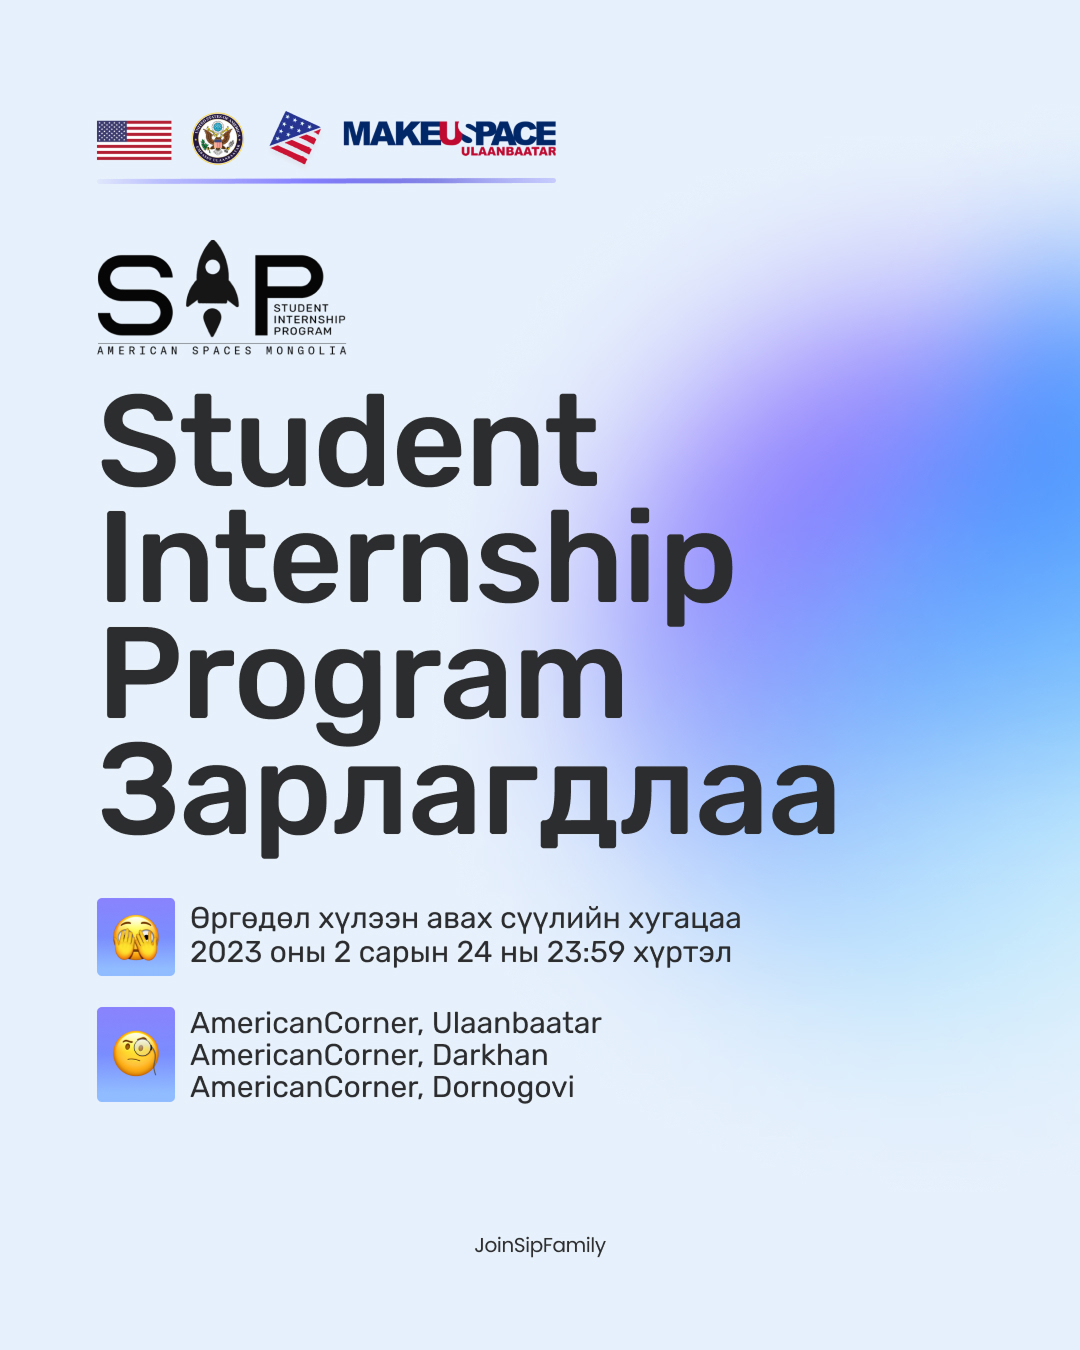 MAKEUSPACE
ULAANBAATAR
SIP
STUDENT
INTERNSHIP
PROGRAM
AMERICAN SPACES MONGOLIA
Student
Internship
Program
Зарлагдлаа
Өргөдөл хүлээн авах сүүлийн хугацаа
2023 оны 2 сарын 24 ны 23:59 хүртэл
AmericanCorner, Ulaanbaatar
AmericanCorner, Darkhan
AmericanCorner, Dornogovi
JoinSipFamily